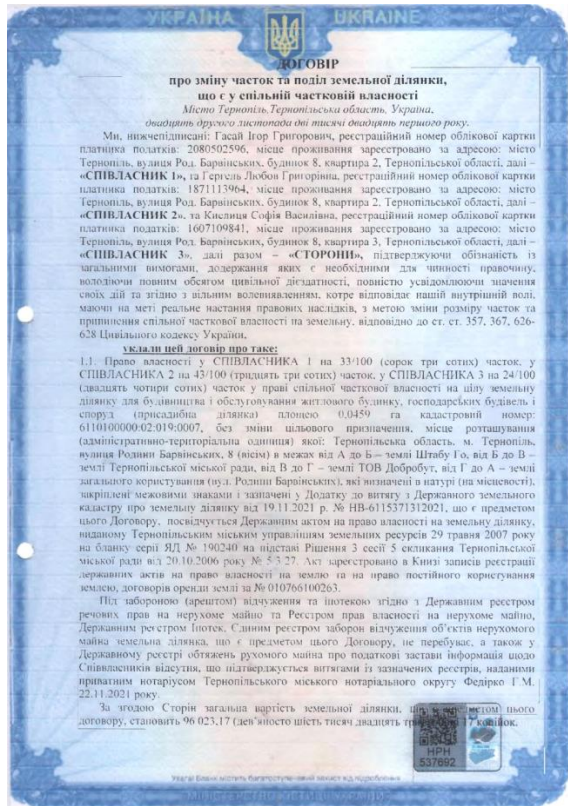 УКРАЇНА UKRAINE
ДОГОВІР
про зміну часток та поділ земельної ділянки,
що є у спільній частковій власності
Місто Тернопіль,Тернопільська область, Україна,
двадцять другого листопада дві тисячі двадцять першого року.
Ми, нижчепідписані: Гасай Ігор Григорович, реєстраційний номер облікової картки
платника податків: 2080502596, місце проживання зареєстровано за адресою: місто
Тернопіль, вулиця Род. Барвінських, будинок 8, квартира 2, Тернопільської області, далі –
«СПІВЛАСНИК 1», та Гергель Любов Григорівна, реєстраційний номер облікової картки
платника податків: 1871113964, місце проживання зареєстровано за адресою: місто
Тернопіль, вулиця Род. Барвінських, будинок 8, квартира 2, Тернопільської області, далі –
«СПІВЛАСНИК 2», та Кислиця Софія Василівна, реєстраційний номер облікової картки
платника податків: 1607109841, місце проживання зареєстровано за адресою: місто
Тернопіль, вулиця Род. Барвінських, будинок 8, квартира 3, Тернопільської області, далі –
«СПІВЛАСНИК 3», далі разом – «СТОРОНИ», підтверджуючи обізнаність із
загальними вимогами, додержання яких є необхідними для чинності правочину,
володіючи повним обсягом цивільної дієздатності, повністю усвідомлюючи значення
своїх дій та згідно з вільним волевиявленням, котре відповідає нашій внутрішній волі,
маючи на меті реальне настання правових наслідків, з метою зміни розміру часток та
припинення спільної часткової власності на земельну, відповідно до ст. ст. 357, 367, 626-
628 Цивільного кодексу України,
уклали цей договір про таке:
1.1. Право власності у СПІВЛАСНИКА 1 на 33/100 (сорок три сотих) часток, у
СПІВЛАСНИКА 2 на 43/100 (тридцять три сотих) часток, у СПІВЛАСНИКА 3 на 24/100
(двадцять чотири сотих) часток у праві спільної часткової власності на цілу земельну
ділянку для будівництва і обслуговування житлового будинку, господарських будівель і
споруд (присадибна ділянка) площею 0,0459 га кадастровий номер:
6110100000:02:019:0007, без зміни цільового призначення, місце розташування
(адміністративно-територіальна одиниця) якої: Тернопільська область, м. Тернопіль,
вулиця Родини Барвінських, 8 (вісім) в межах від А до Б – землі Штабу Го, від Б до В –
землі Тернопільської міської ради, від В до Г – землі ТОВ Добробут, від Г до А – землі
загального користування (вул. Родини Барвінських), які визначені в натурі (на місцевості),
закріплені межовими знаками і зазначені у Додатку до витягу з Державного земельного
кадастру про земельну ділянку від 19.11.2021 р. № НВ-6115371312021, що є предметом
цього Договору, посвідчується Державним актом на право власності на земельну ділянку,
виданому Тернопільським міським управлінням земельних ресурсів 29 травня 2007 року
на бланку серії ЯД № 190240 на підставі Рішення 3 сесії 5 скликання Тернопільської
міської ради від 20.10.2006 року № 5.3.27. Акт зареєстровано в Книзі записів реєстрації
державних актів на право власності на землю та на право постійного користування
землею, договорів оренди землі за № 010766100263.
Під забороною (арештом) відчуження та іпотекою згідно з Державним реєстром
речових прав на нерухоме майно та Реєстром прав власності на нерухоме майно,
Державним реєстром Іпотек, Єдиним реєстром заборон відчуження об'єктів нерухомого
майна земельна ділянка, що є предметом цього Договору, не перебуває, а також у
Державному реєстрі обтяжень рухомого майна про податкові застави інформація щодо
Співвласників відсутня, що підтверджується витягами із зазначених реєстрів, наданими
приватним нотаріусом Тернопільського міського нотаріального округу Федірко Г.М.
22.11.2021 року.
За згодою Сторін загальна вартість земельної ділянки, що є предметом цього
договору, становить 96 023,17 (дев'яносто шість тисяч двадцять три 17 копійок.
НРН
537692
Увага! Бланк містить багатоступеневий захист від підроблення